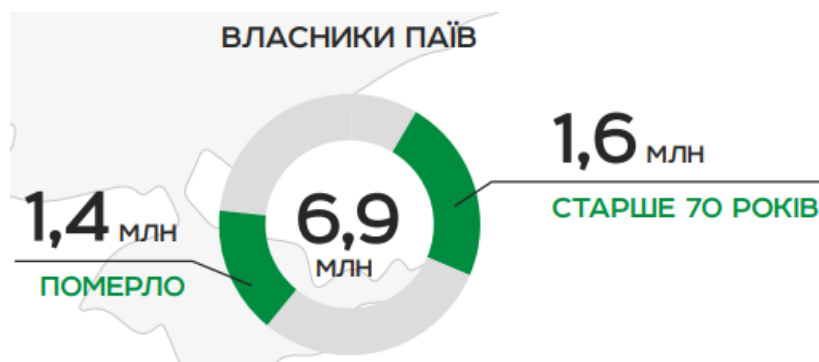 ВЛАСНИКИ ПАЇВ
1,6 МЛН
СТАРШЕ 70 РОКІВ
1,4 МЛН
ПОМЕРЛО
6,9
МЛН